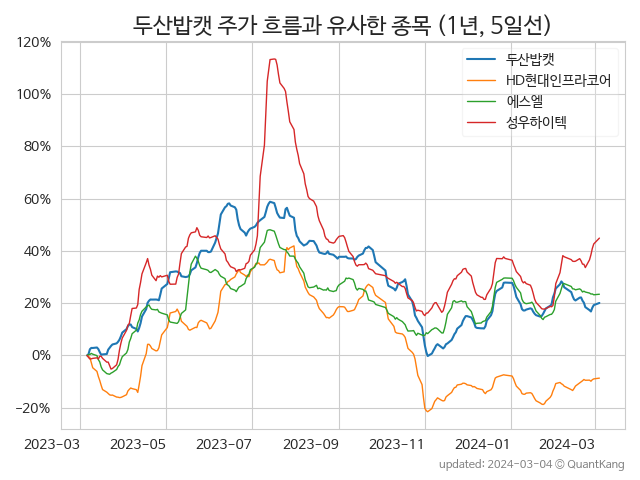 두산밥캣 주가 흐름과 유사한 종목 (1년, 5일선)
120%
100%
80%
60%
40%
20%
0%
−20%
두산밥캣
HD현대인프라코어
에스엘
성우하이텍
2023-03 2023-05 2023-07 2023-09 2023-11 2024-01 2024-03
updated: 2024-03-04 © QuantKang